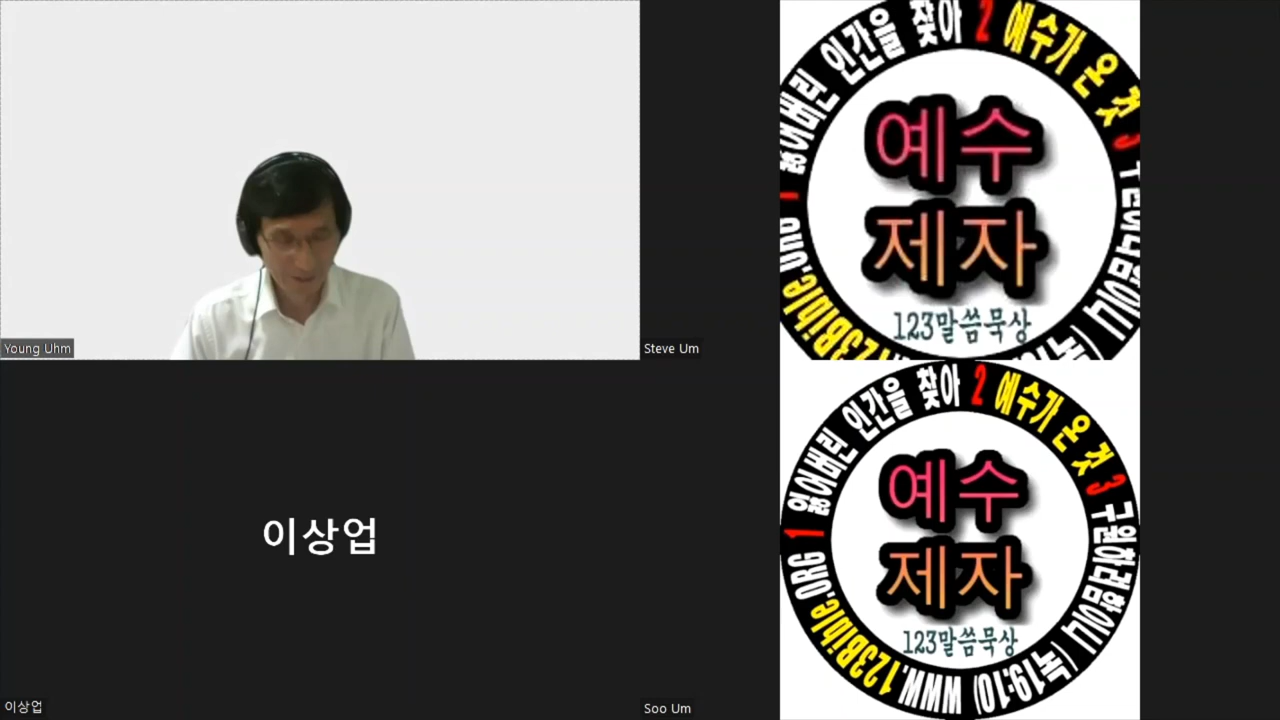 Young Uhm
Steve Um
1 잃어버린 인간을 찾아 2 예수가 온 것 3
예수
제자
123말씀묵상
이상업
이상업
Soo Um
1 잃어버린 인간을 찾아 2 예수가 온 것 3 구원하려함이니 (눅19:10) WWW.123Bible.ORG
예수
제자
123말씀묵상